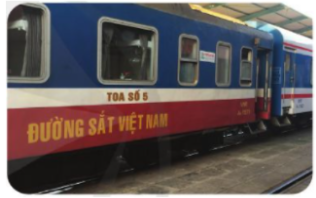 TOA SỐ 5
ĐƯỜNG SẮT VIỆT NAM